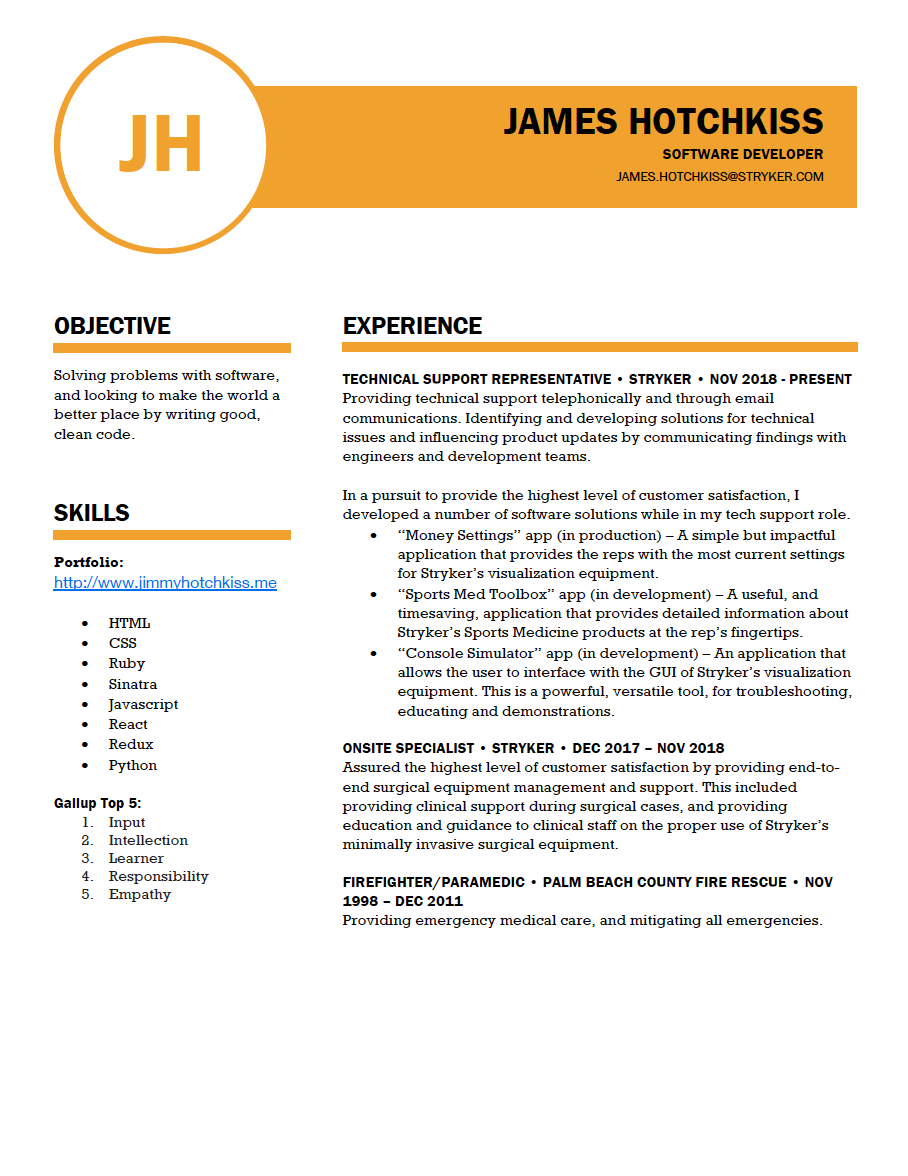 JH
JAMES HOTCHKISS
SOFTWARE DEVELOPER
JAMES.HOTCHKISS@STRYKER.COM
OBJECTIVE
Solving problems with software,
and looking to make the world a
better place by writing good,
clean code.
SKILLS
Portfolio:
http://www.jimmyhotchkiss.me
• HTML
• CSS
• Ruby
• Sinatra
• Javascript
• React
• Redux
• Python
Gallup Top 5:
1. Input
2. Intellection
3. Learner
4. Responsibility
5. Empathy
EXPERIENCE
TECHNICAL SUPPORT REPRESENTATIVE • STRYKER • NOV 2018 - PRESENT
Providing technical support telephonically and through email
communications. Identifying and developing solutions for technical
issues and influencing product updates by communicating findings with
engineers and development teams.
In a pursuit to provide the highest level of customer satisfaction, I
developed a number of software solutions while in my tech support role.
• “Money Settings” app (in production) – A simple but impactful
application that provides the reps with the most current settings
for Stryker’s visualization equipment.
• “Sports Med Toolbox” app (in development) – A useful, and
timesaving, application that provides detailed information about
Stryker’s Sports Medicine products at the rep’s fingertips.
• “Console Simulator” app (in development) – An application that
allows the user to interface with the GUI of Stryker’s visualization
equipment. This is a powerful, versatile tool, for troubleshooting,
educating and demonstrations.
ONSITE SPECIALIST • STRYKER • DEC 2017 – NOV 2018
Assured the highest level of customer satisfaction by providing end-to-
end surgical equipment management and support. This included
providing clinical support during surgical cases, and providing
education and guidance to clinical staff on the proper use of Stryker’s
minimally invasive surgical equipment.
FIREFIGHTER/PARAMEDIC • PALM BEACH COUNTY FIRE RESCUE • NOV
1998 – DEC 2011
Providing emergency medical care, and mitigating all emergencies.